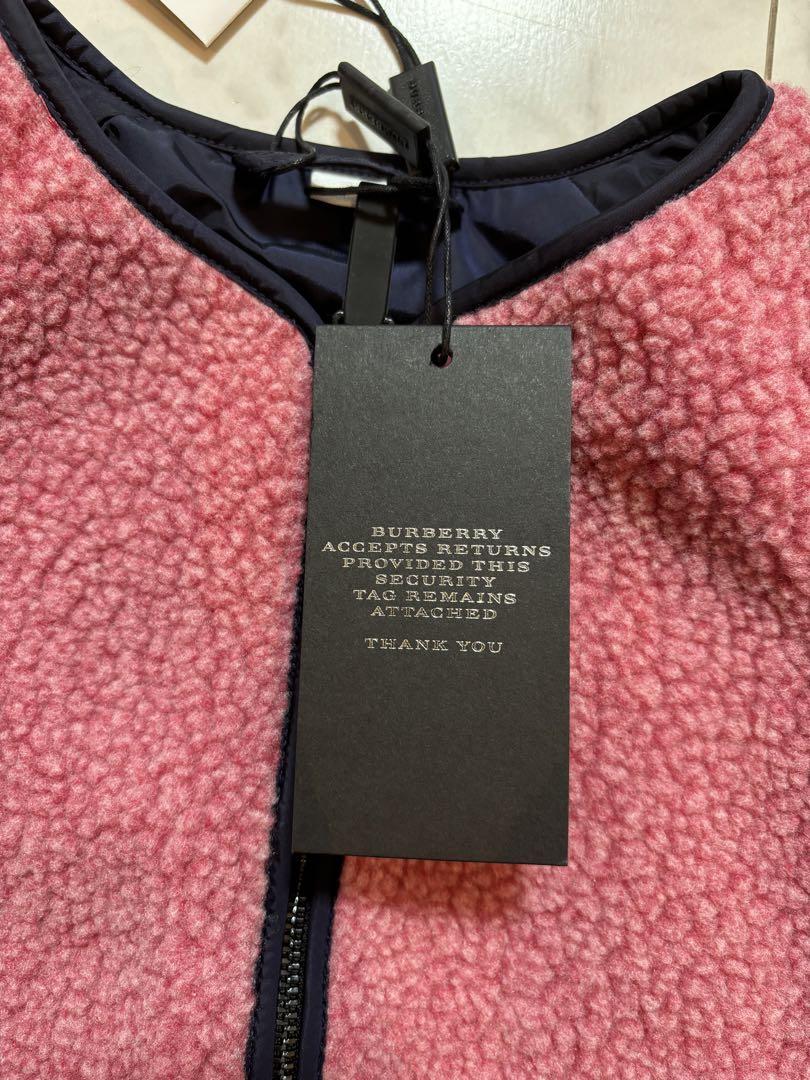 BURBERRY
ACCEPTS RETURNS
PROVIDED THIS
SECURITY
TAG REMAINS
ATTACHED
THANK YOU